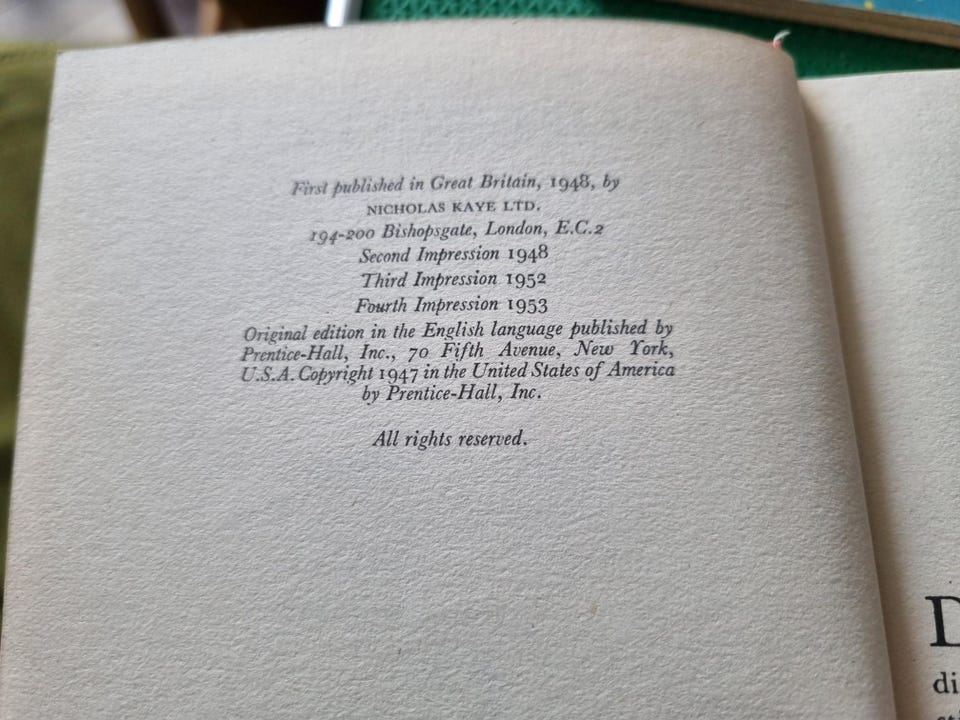 First published in Great Britain, 1948, by
NICHOLAS KAYE LTD.
194-200 Bishopsgate, London, E.C.2
Second Impression 1948
Third Impression 1952
Fourth Impression 1953
Original edition in the English language published by
Prentice-Hall, Inc., 70 Fifth Avenue, New York,
U.S.A. Copyright 1947 in the United States of America
by Prentice-Hall, Inc.
All rights reserved.
D
di